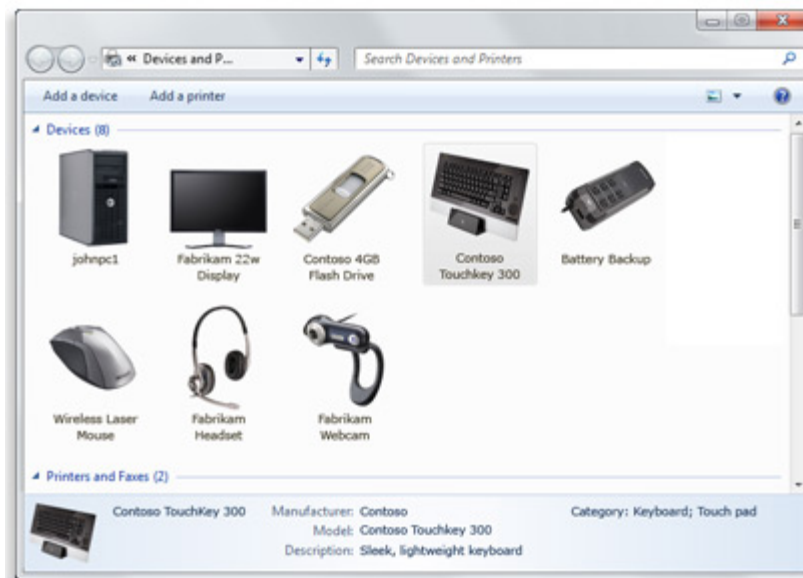 Devices and P...
Search Devices and Printers
Add a device Add a printer
Devices (8)
johnpc1
Fabrikam 22w
Display
Contoso 4GB
Flash Drive
Contoso
Touchkey 300
Battery Backup
Wireless Laser
Mouse
Fabrikam
Headset
Fabrikam
Webcam
Printers and Faxes (2)
Contoso TouchKey 300
Manufacturer: Contoso
Model: Contoso Touchkey 300
Description: Sleek, lightweight keyboard
Category: Keyboard; Touch pad